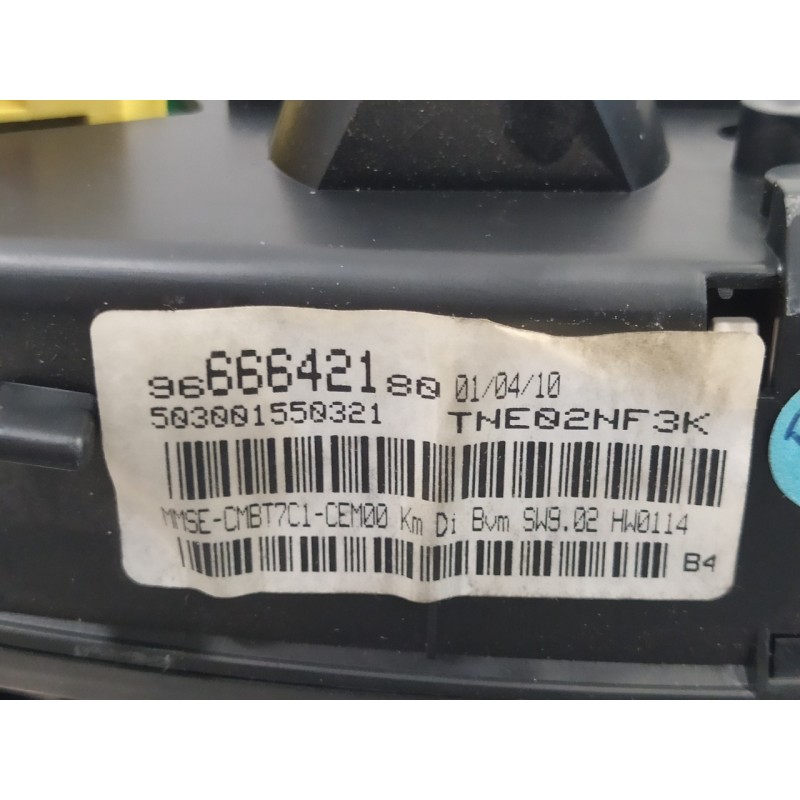 9666642180 01/04/10
503001550321 TNE02NF3K
MMSE-CMBT7C1-CEM00 Km Di Bvm SW9.02 HW0114
B4